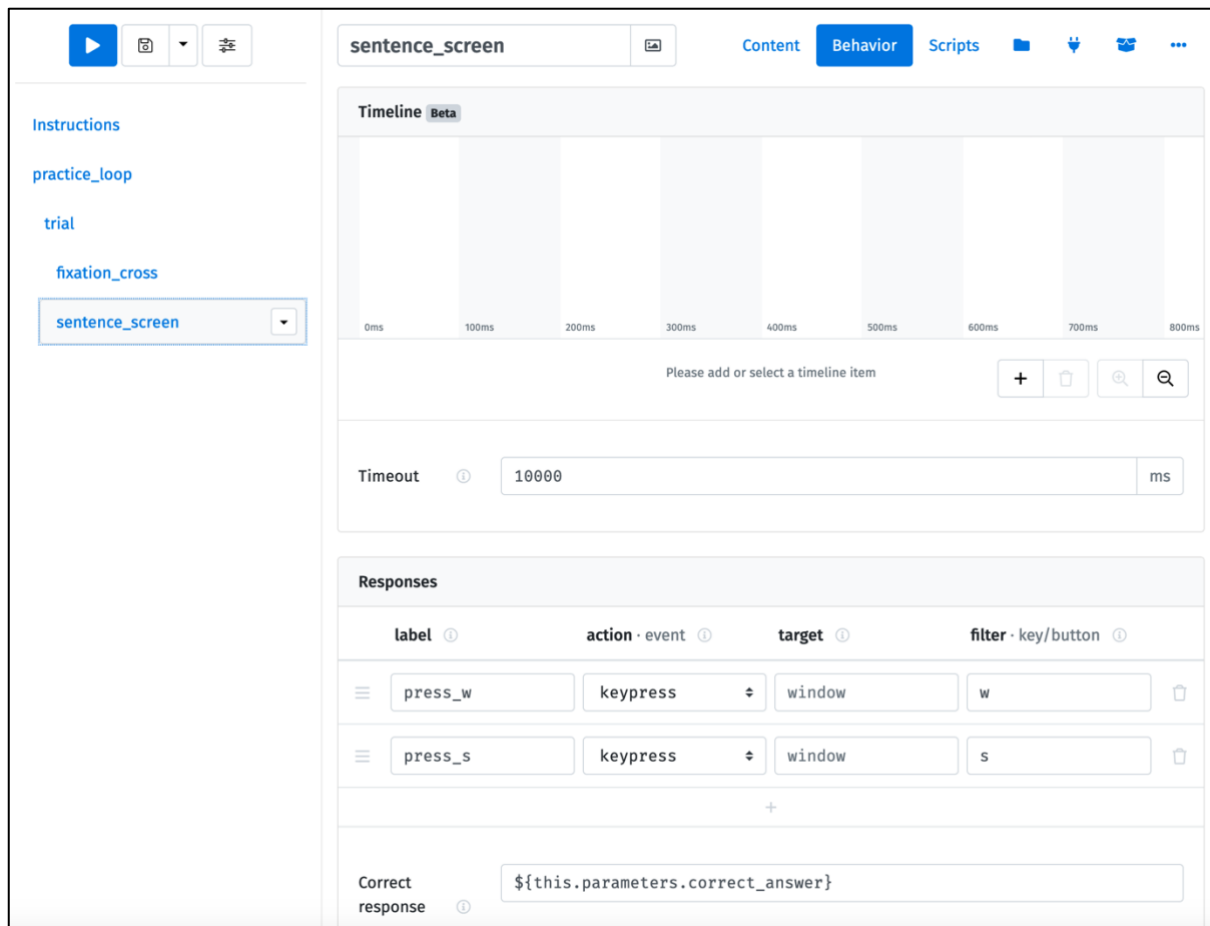 sentence_screen
Content Behavior Scripts
Instructions
practice_loop
trial
fixation_cross
sentence_screen
Timeline Beta
0ms 100ms 200ms 300ms 400ms 500ms 600ms 700ms 800ms
Please add or select a timeline item
Timeout 10000 ms
Responses
label action · event target filter · key/button
press_w keypress window w
press_s keypress window s
+
Correct response ${this.parameters.correct_answer}